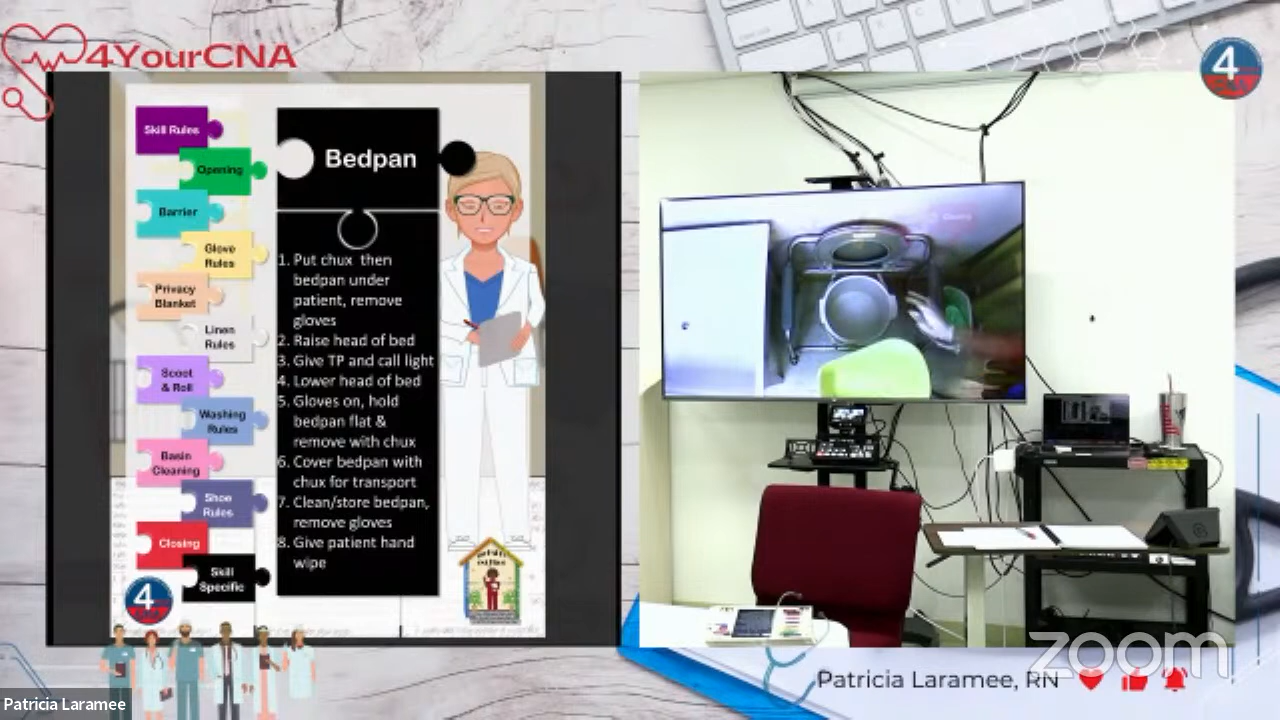 4YourCNA
4
Skill Rules
Opening
Barrier
Glove
Rules
Privacy
Blanket
Linen
Rules
Scoot
& Roll
Washing
Rules
Basin
Cleaning
Shoe
Rules
Closing
Skill
Specific
4
Bedpan
1. Put chux then
bedpan under
patient, remove
gloves
2. Raise head of bed
3. Give TP and call light
4. Lower head of bed
5. Gloves on, hold
bedpan flat &
remove with chux
6. Cover bedpan with
chux for transport
7. Clean/store bedpan,
remove gloves
8. Give patient hand
wipe
zoom
Patricia Laramee, RN
Patricia Laramee